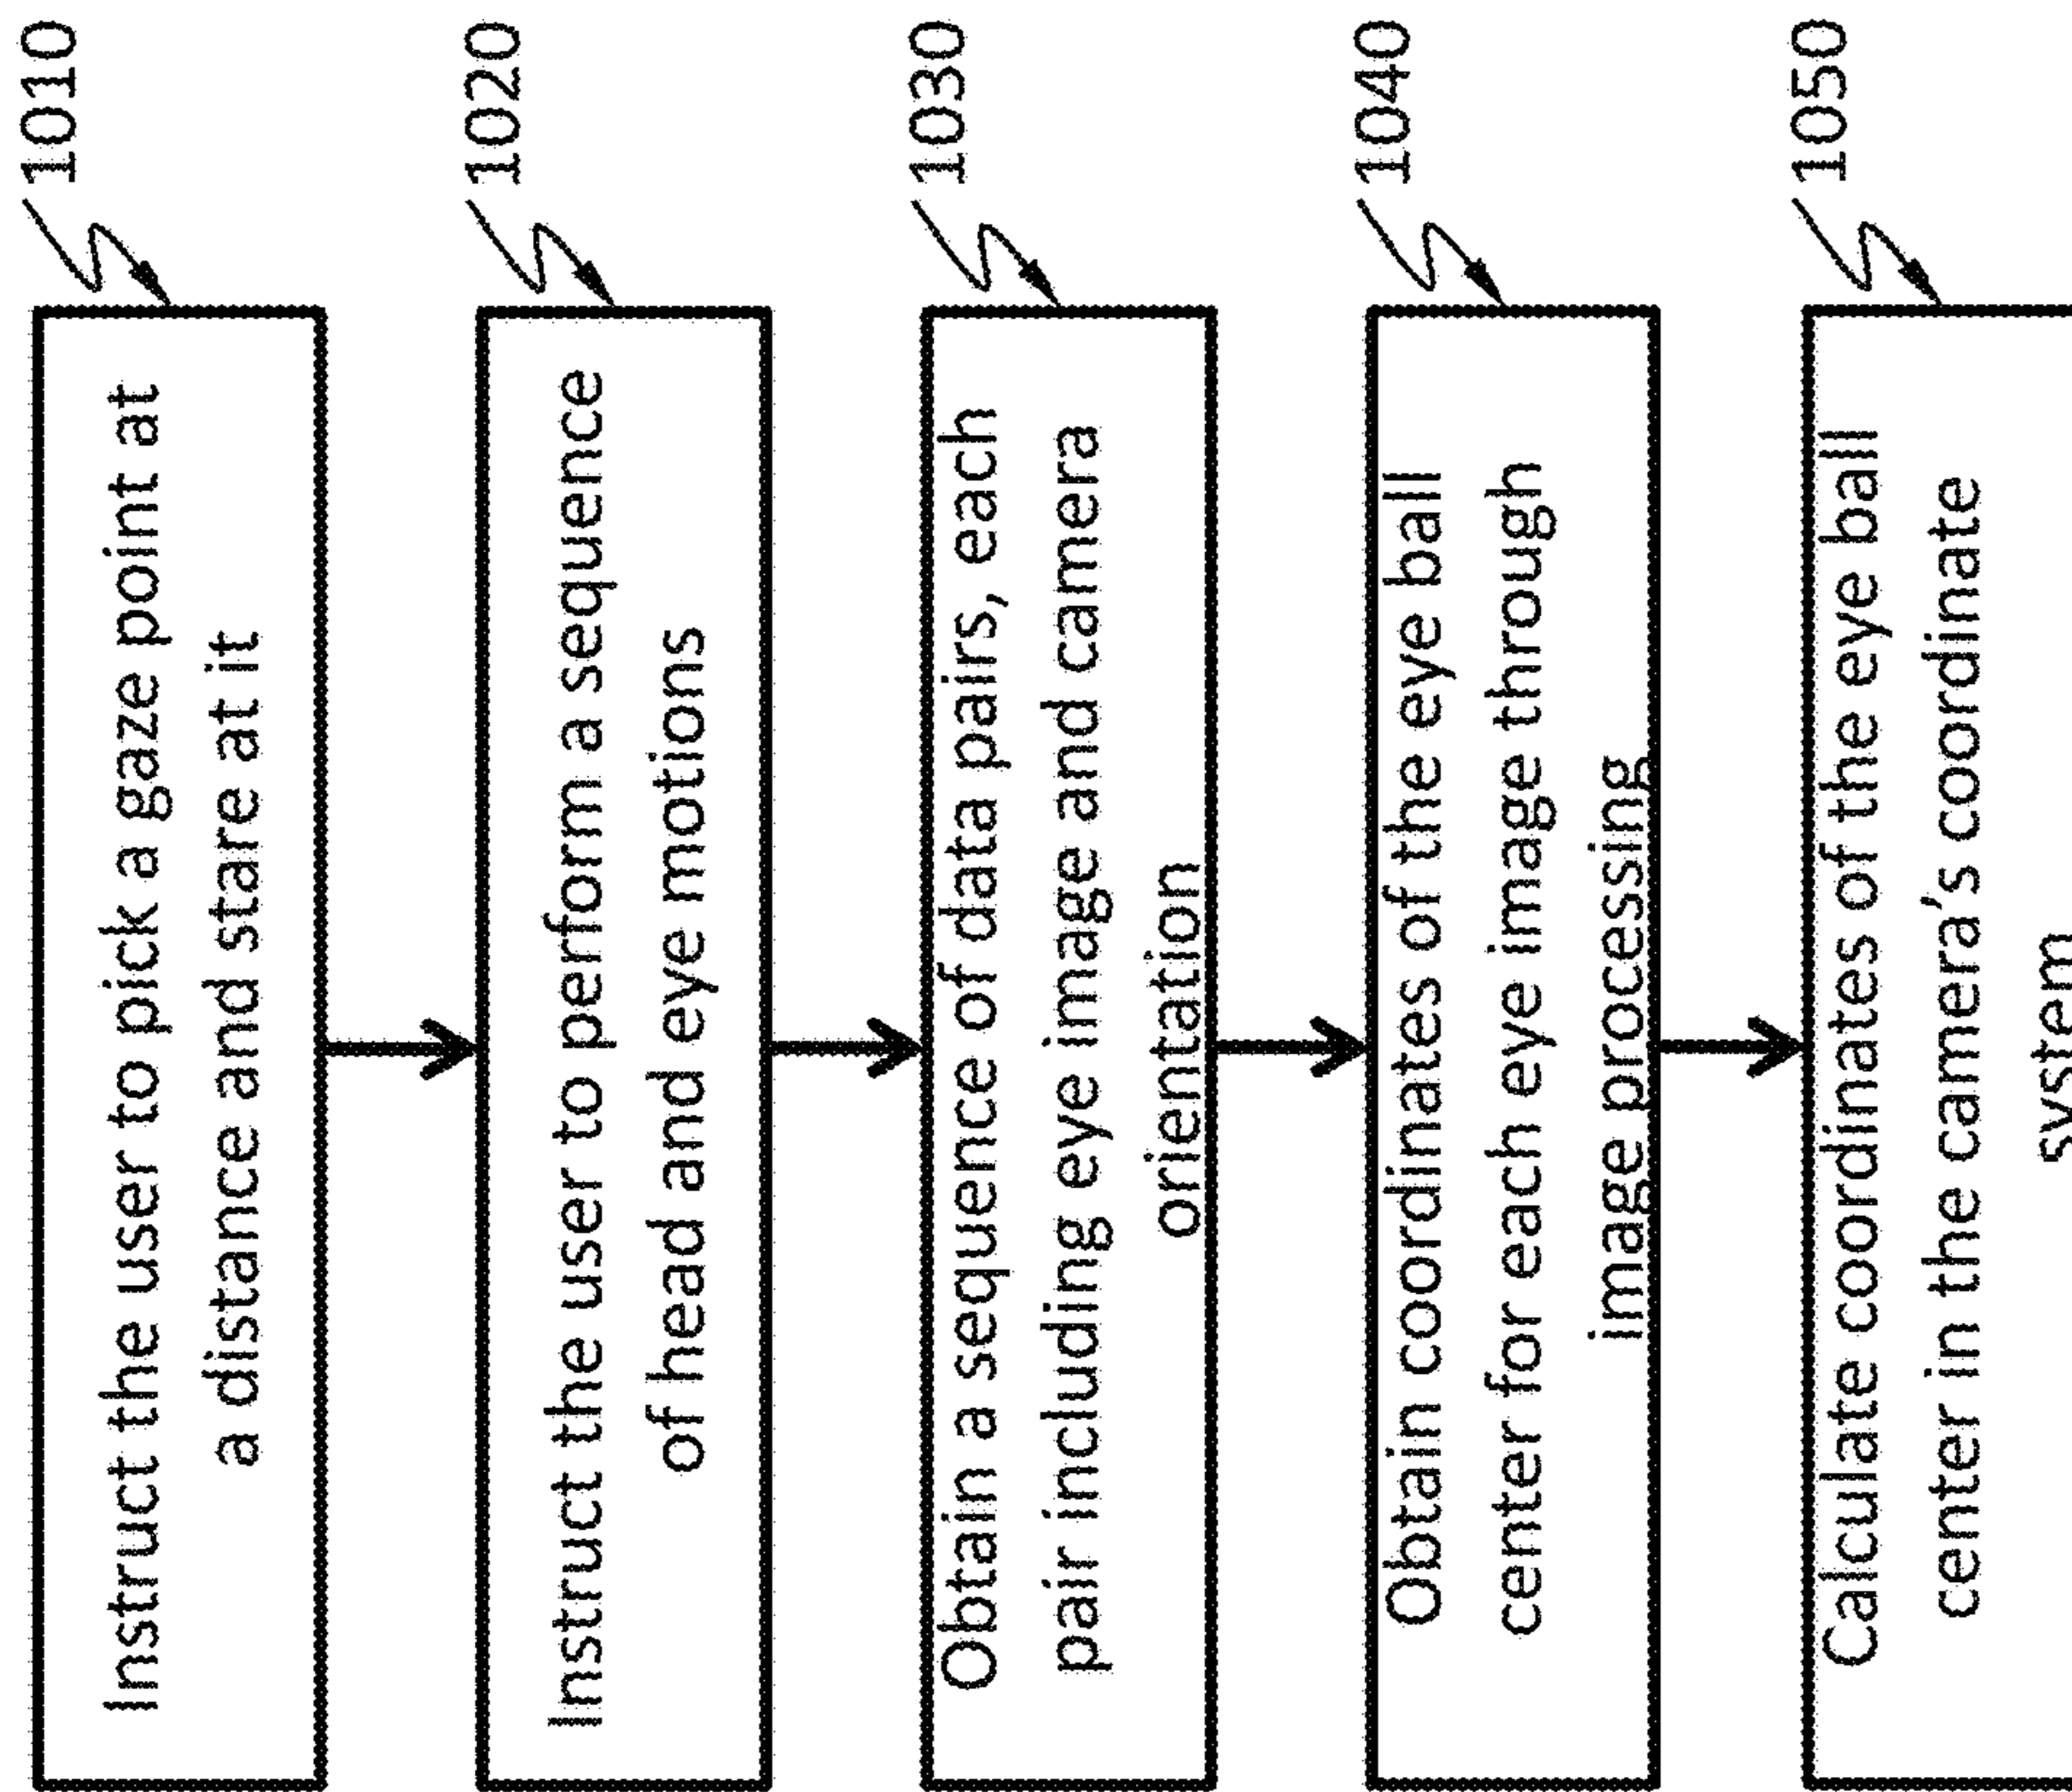 1010
Instruct the user to pick a gaze point at
a distance and stare at it
1020
Instruct the user to perform a sequence
of head and eye motions
1030
Obtain a sequence of data pairs, each
pair including eye image and camera
orientation
1040
Obtain coordinates of the eye ball
center for each eye image through
image processing
1050
Calculate coordinates of the eye ball
center in the camera's coordinate
system